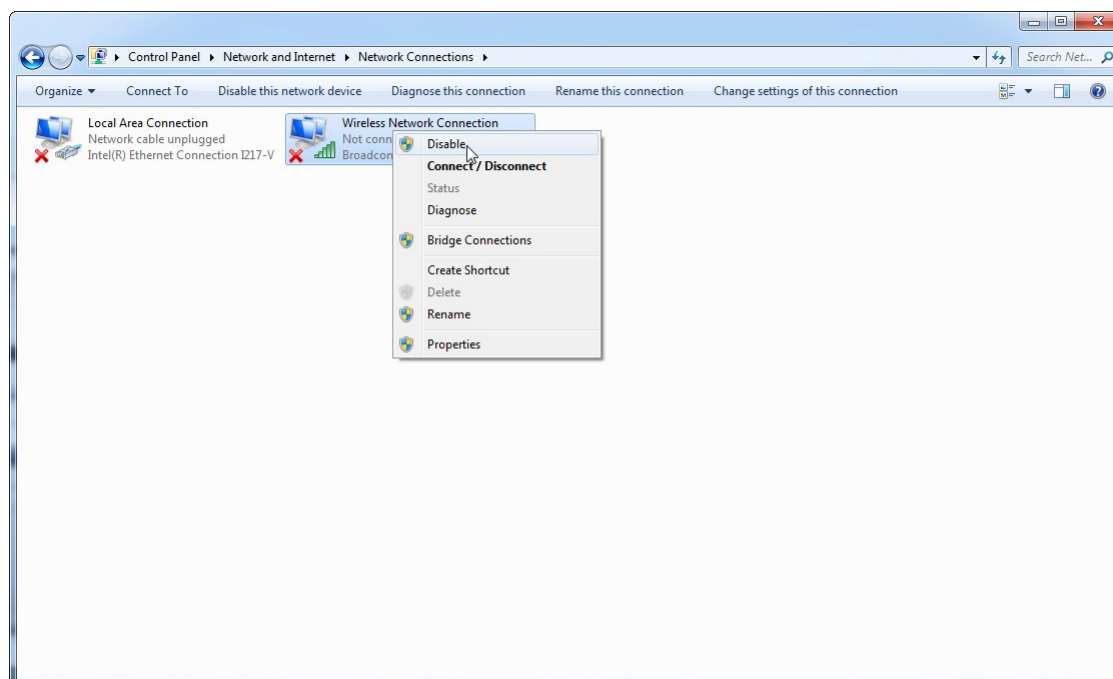 Control Panel ▸ Network and Internet ▸ Network Connections ▸
Search Net...
Organize ▾ Connect To Disable this network device Diagnose this connection Rename this connection Change settings of this connection
Local Area Connection
Network cable unplugged
Intel(R) Ethernet Connection I217-V
Wireless Network Connection
Not conn
Broadcon
Disable
Connect / Disconnect
Status
Diagnose
Bridge Connections
Create Shortcut
Delete
Rename
Properties